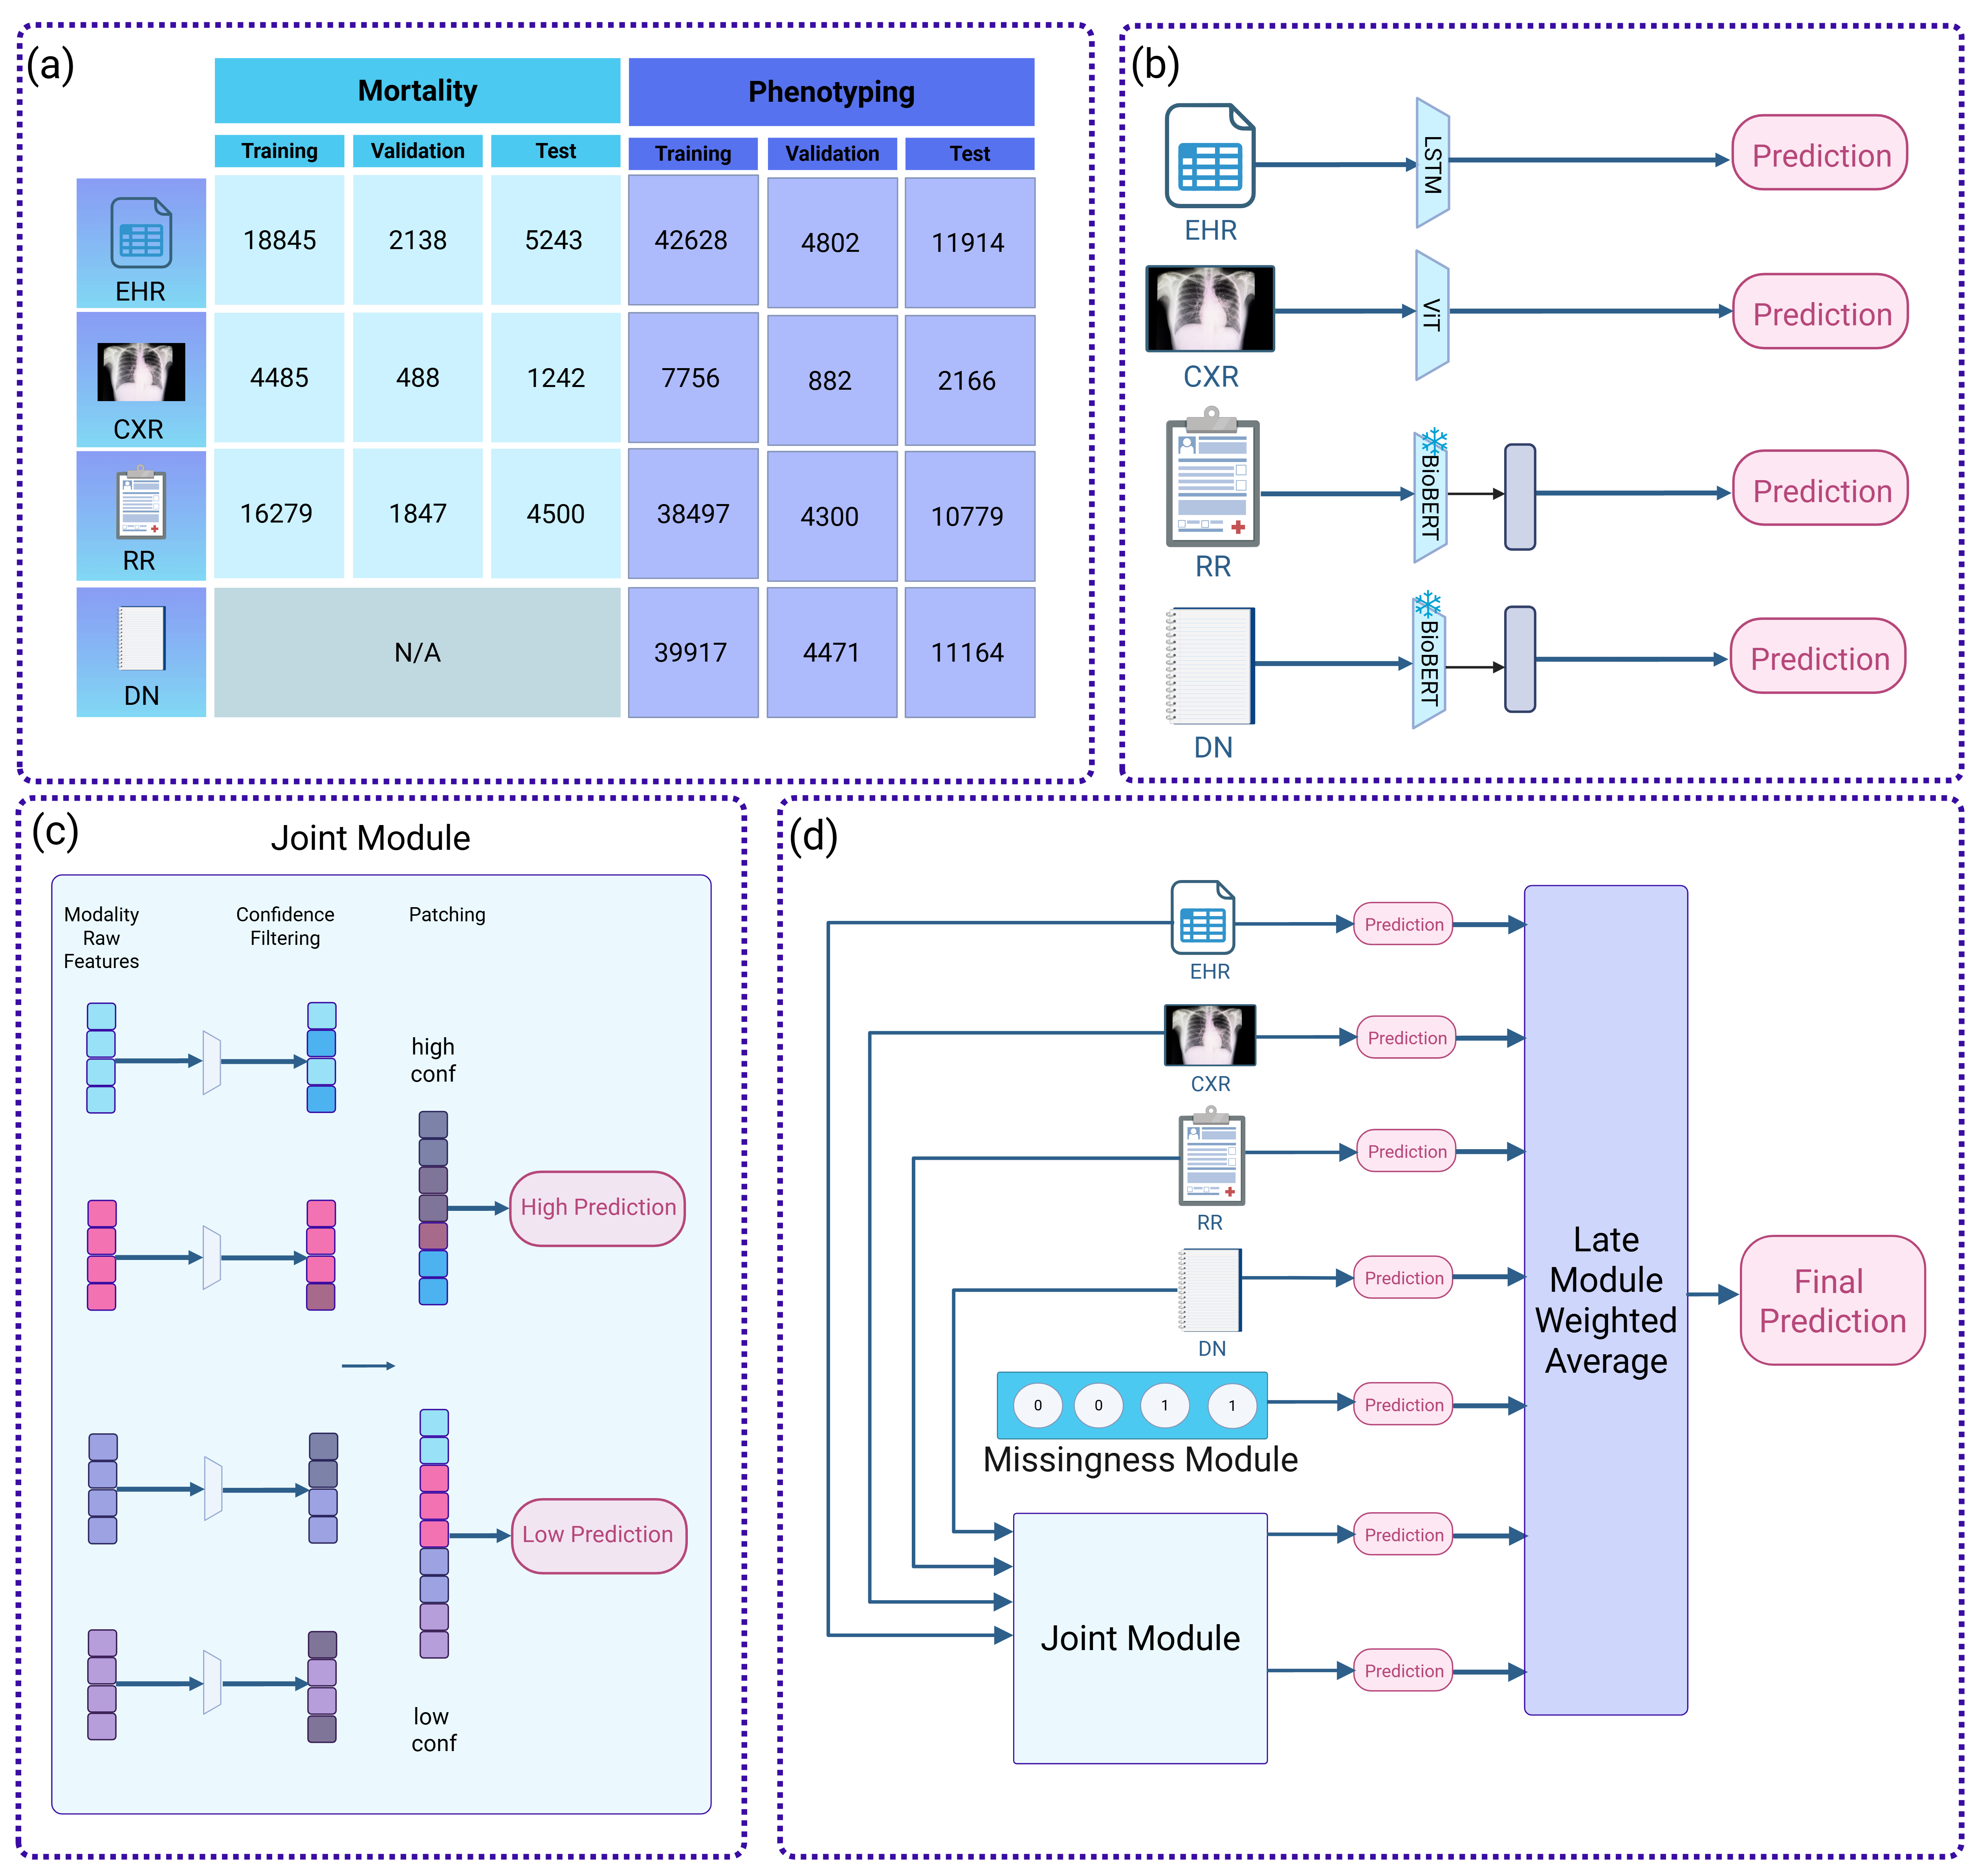 (a)
Mortality
Phenotyping
Training
Validation
Test
Training
Validation
Test
EHR
18845
2138
5243
42628
4802
11914
CXR
4485
488
1242
7756
882
2166
RR
16279
1847
4500
38497
4300
10779
DN
N/A
39917
4471
11164
(b)
EHR
LSTM
Prediction
CXR
ViT
Prediction
RR
BioBERT
Prediction
DN
BioBERT
Prediction
(c)
Joint Module
Modality
Raw
Features
Confidence
Filtering
Patching
high
conf
High Prediction
Low Prediction
low
conf
(d)
EHR
Prediction
CXR
Prediction
RR
Prediction
DN
Prediction
0
0
1
1
Missingness Module
Prediction
Joint Module
Prediction
Prediction
Late
Module
Weighted
Average
Final
Prediction